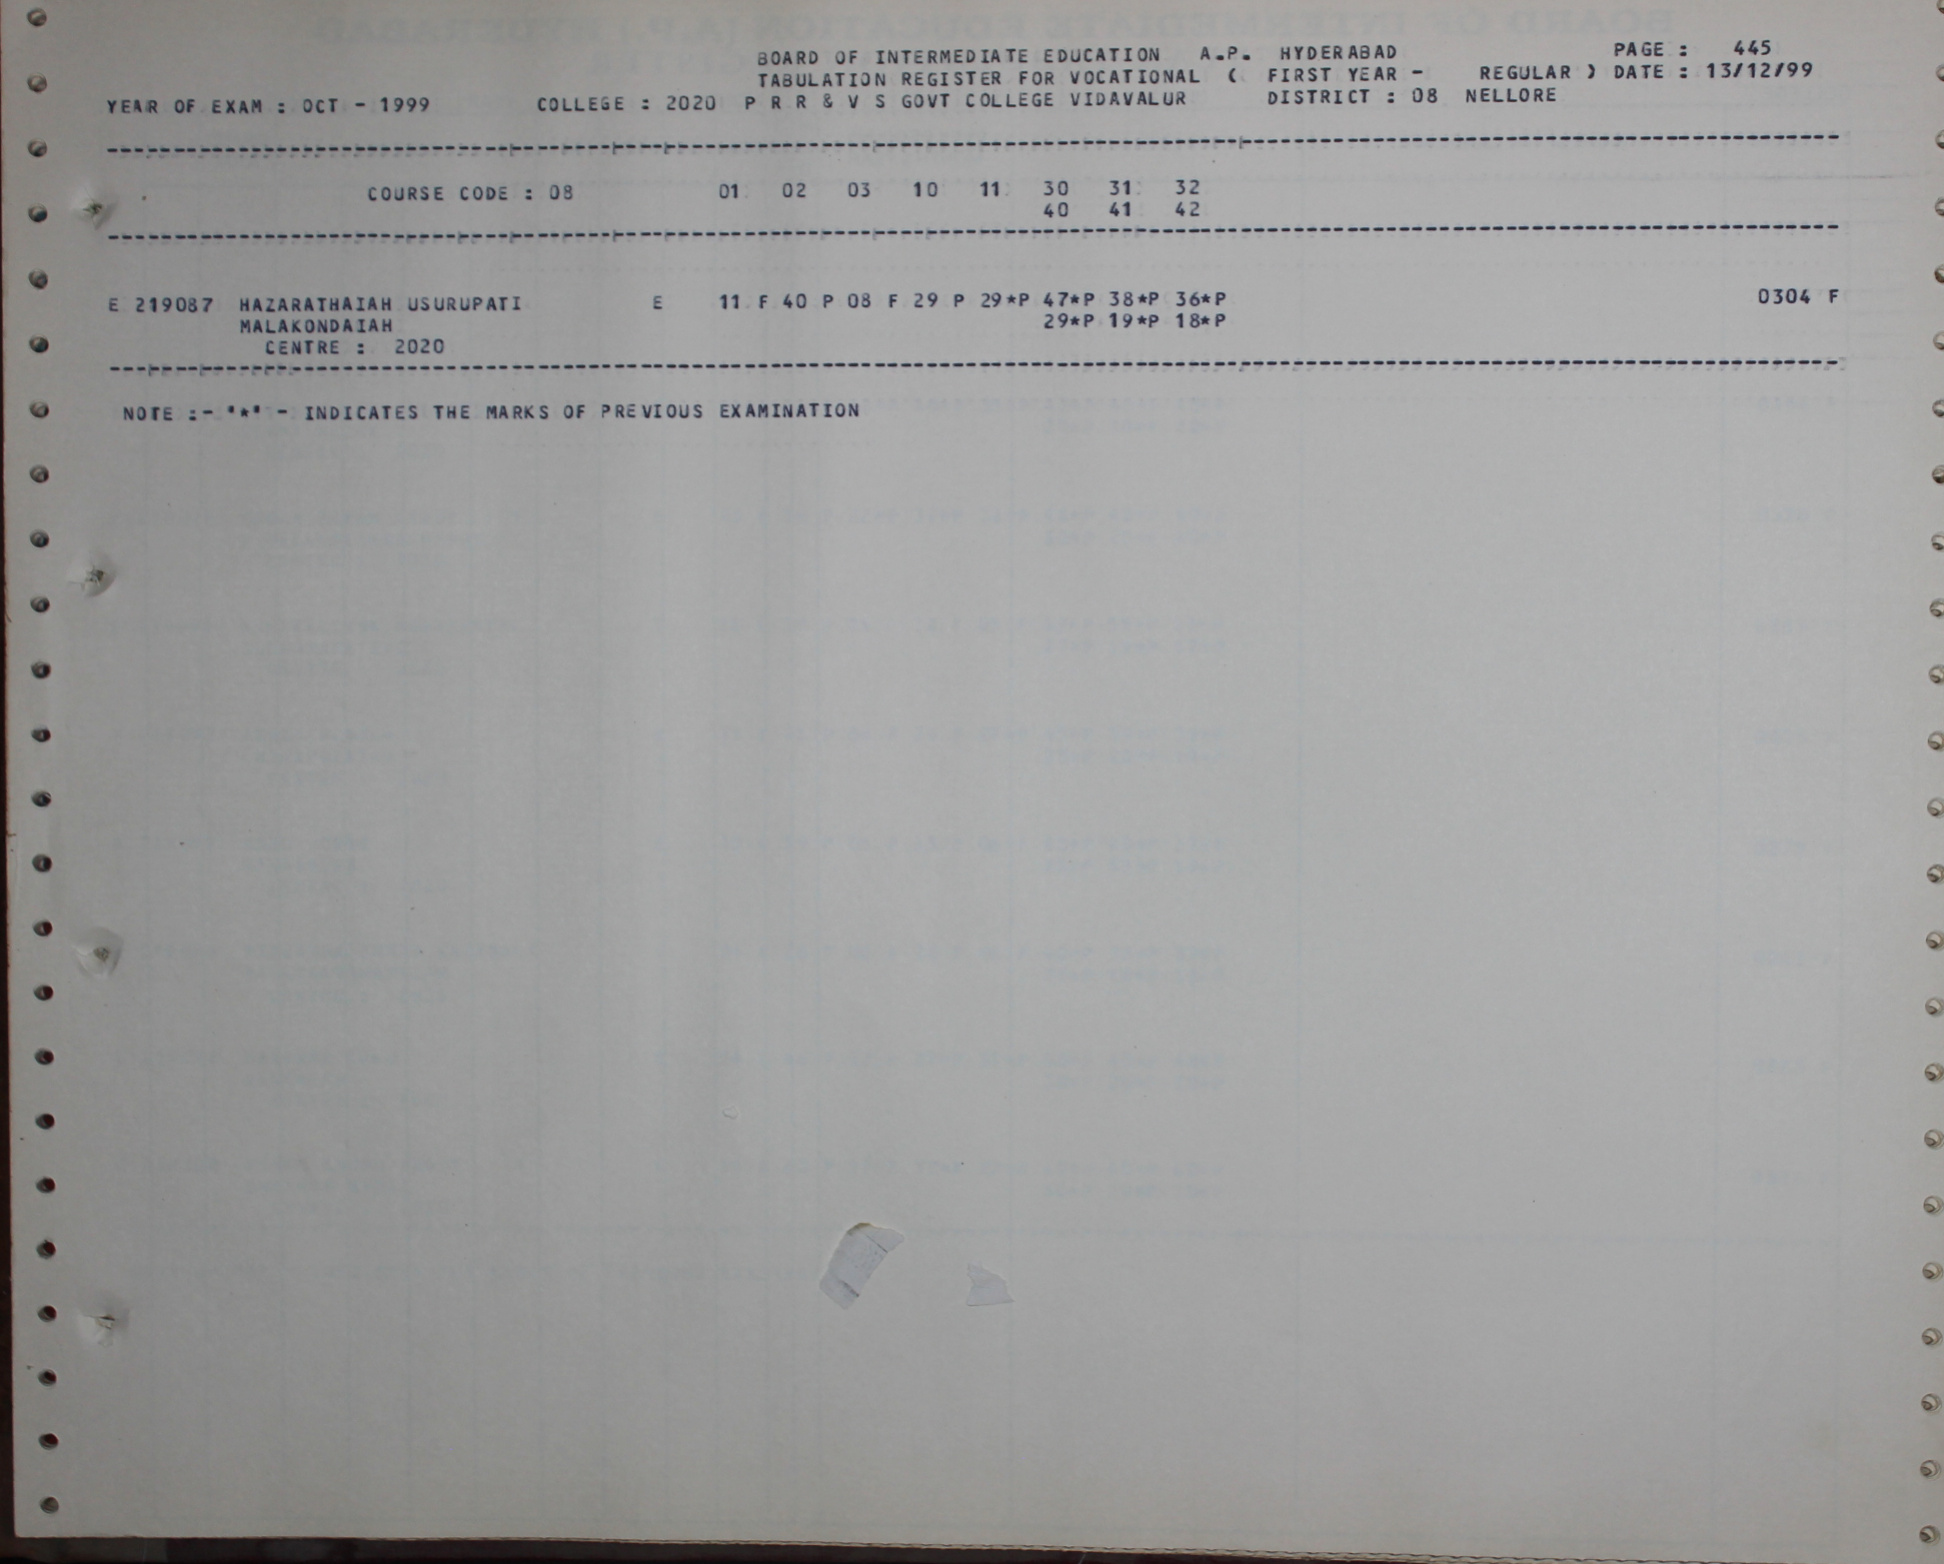 BOARD OF INTERMEDIATE EDUCATION A.P. HYDERABAD PAGE : 445
TABULATION REGISTER FOR VOCATIONAL ( FIRST YEAR - REGULAR ) DATE : 13/12/99
YEAR OF EXAM : OCT - 1999 COLLEGE : 2020 P R R & V S GOVT COLLEGE VIDAVALUR DISTRICT : 08 NELLORE
COURSE CODE : 08 01 02 03 10 11 30 31 32
40 41 42
E 219087 HAZARATHAIAH USURUPATI E 11 F 40 P 08 F 29 P 29*P 47*P 38*P 36*P 0304 F
MALAKONDAIAH 29*P 19*P 18*P
CENTRE : 2020
NOTE :- "*" - INDICATES THE MARKS OF PREVIOUS EXAMINATION